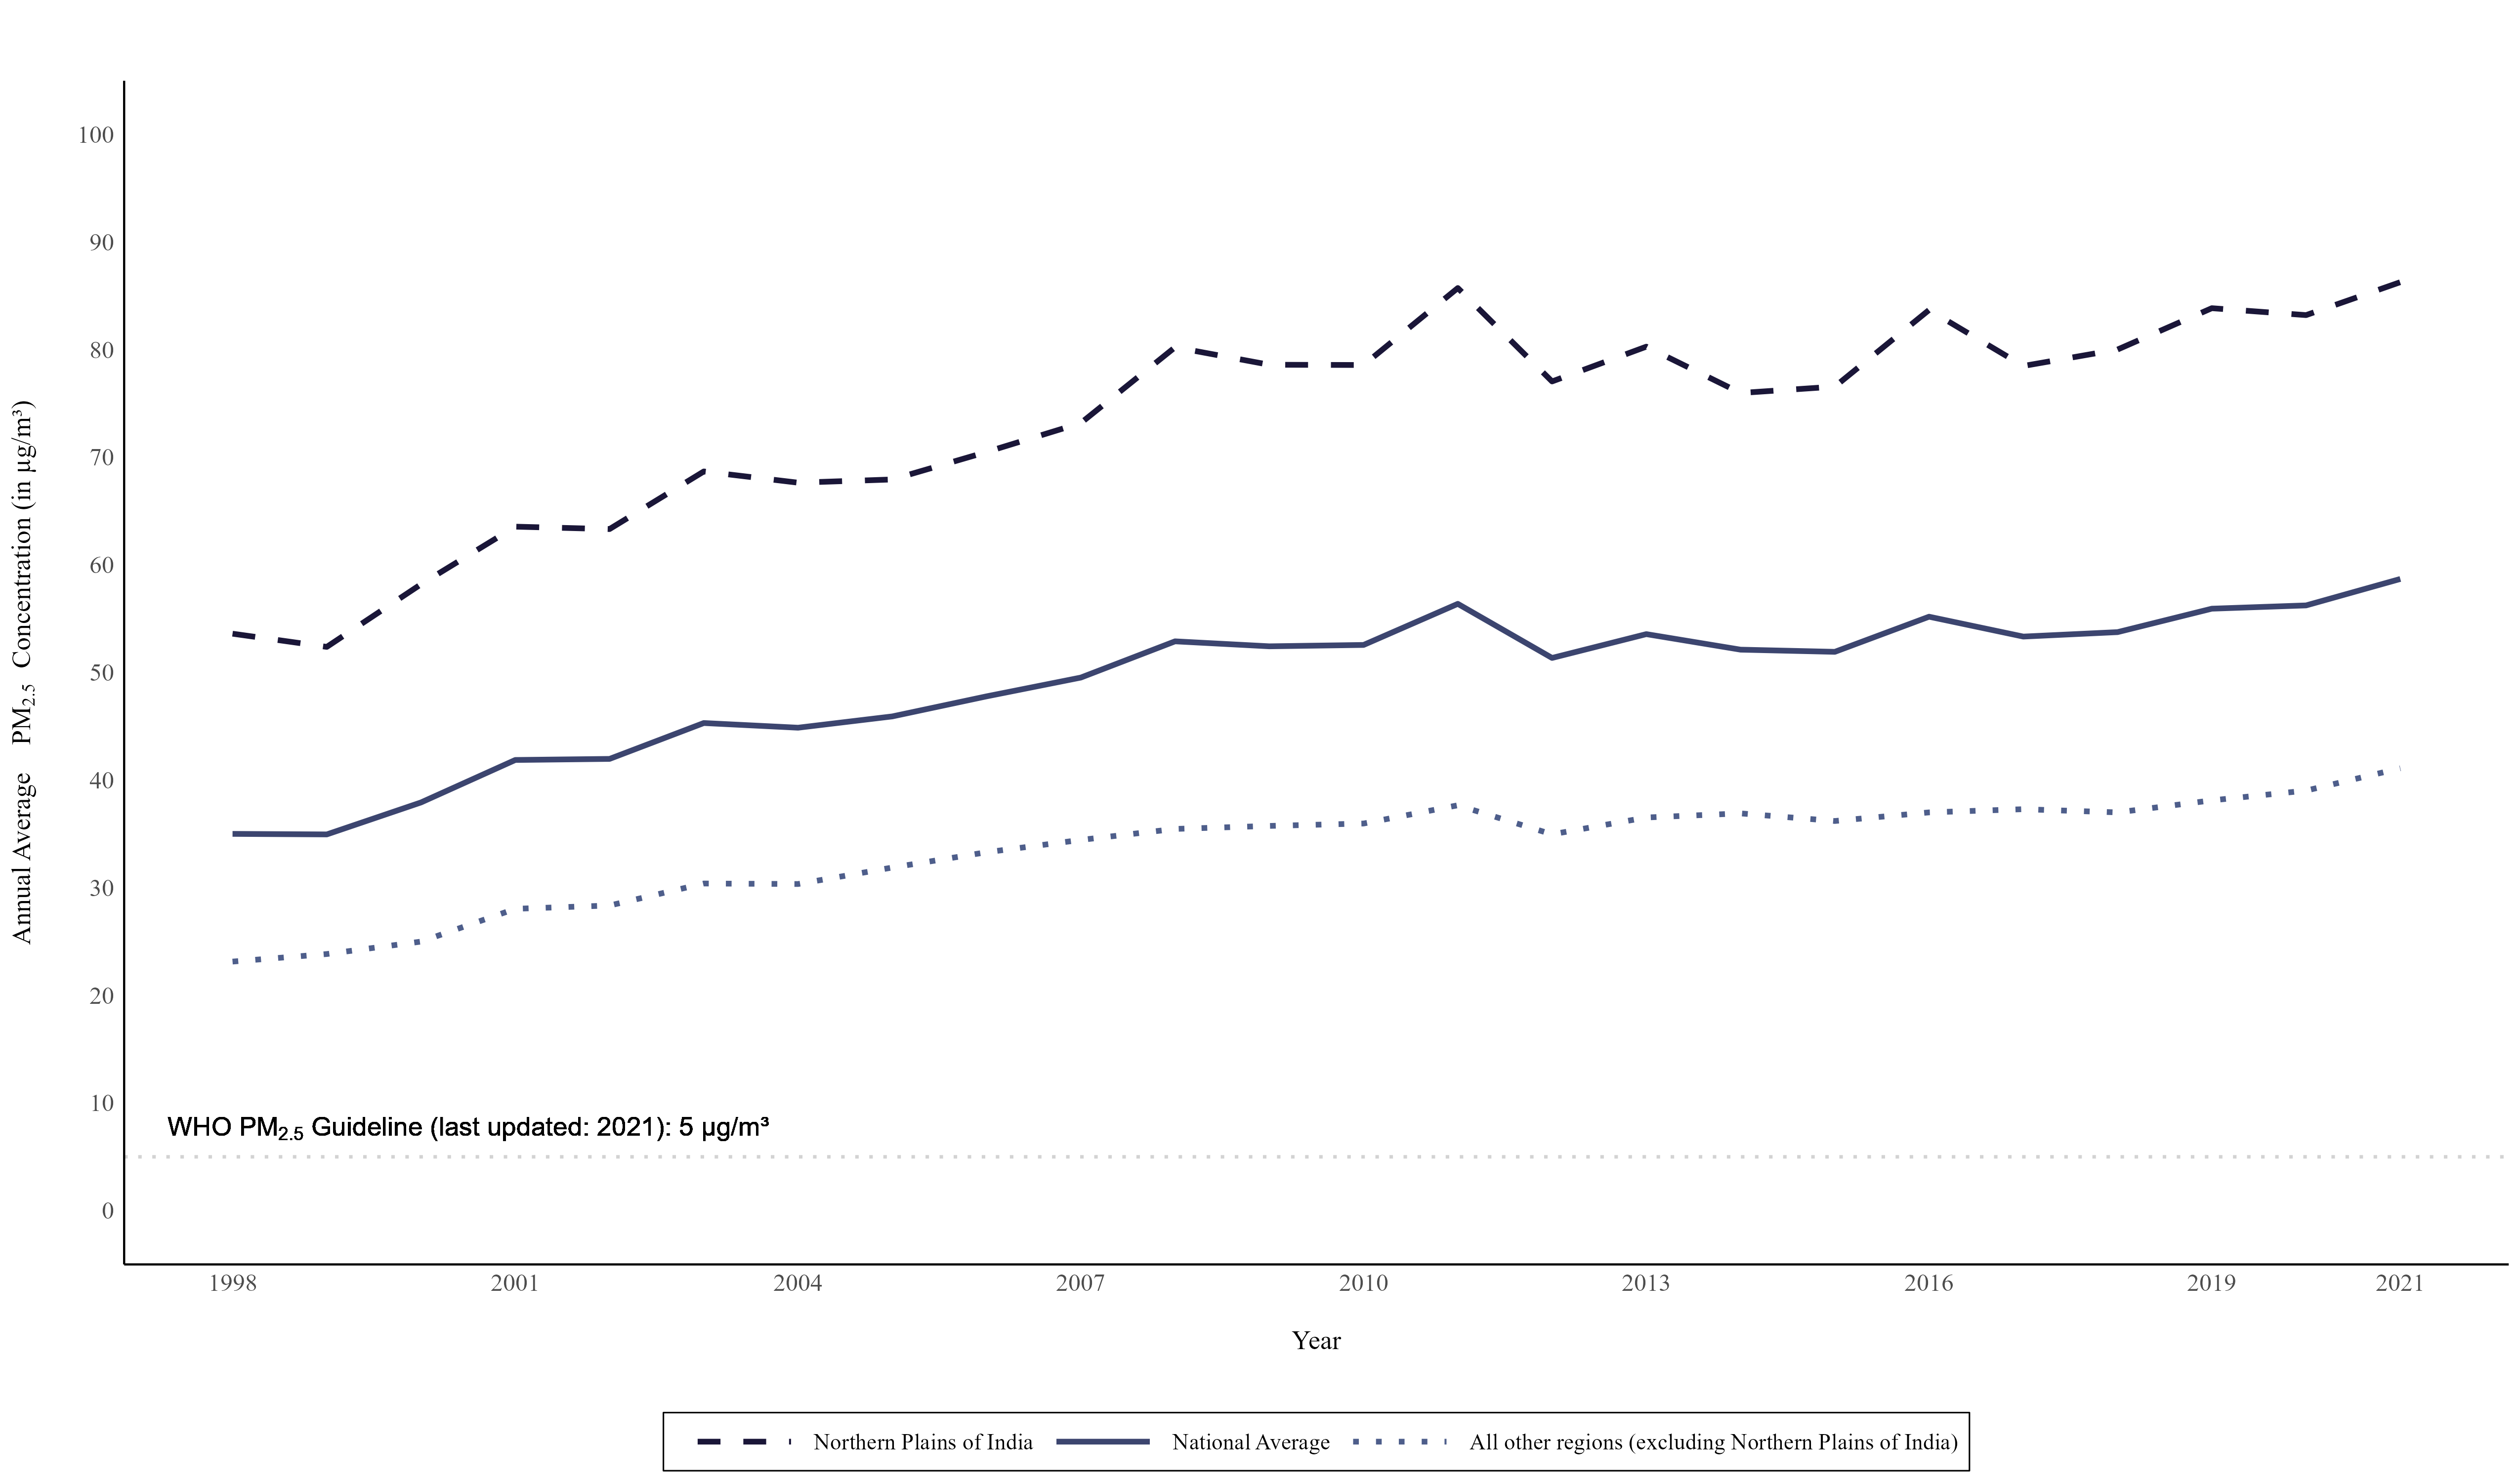 100
90
80
70
60
50
40
30
20
10
0
Annual Average PM₂.₅ Concentration (in µg/m³)
WHO PM₂.₅ Guideline (last updated: 2021): 5 µg/m³
1998 2001 2004 2007 2010 2013 2016 2019 2021
Year
Northern Plains of India National Average All other regions (excluding Northern Plains of India)